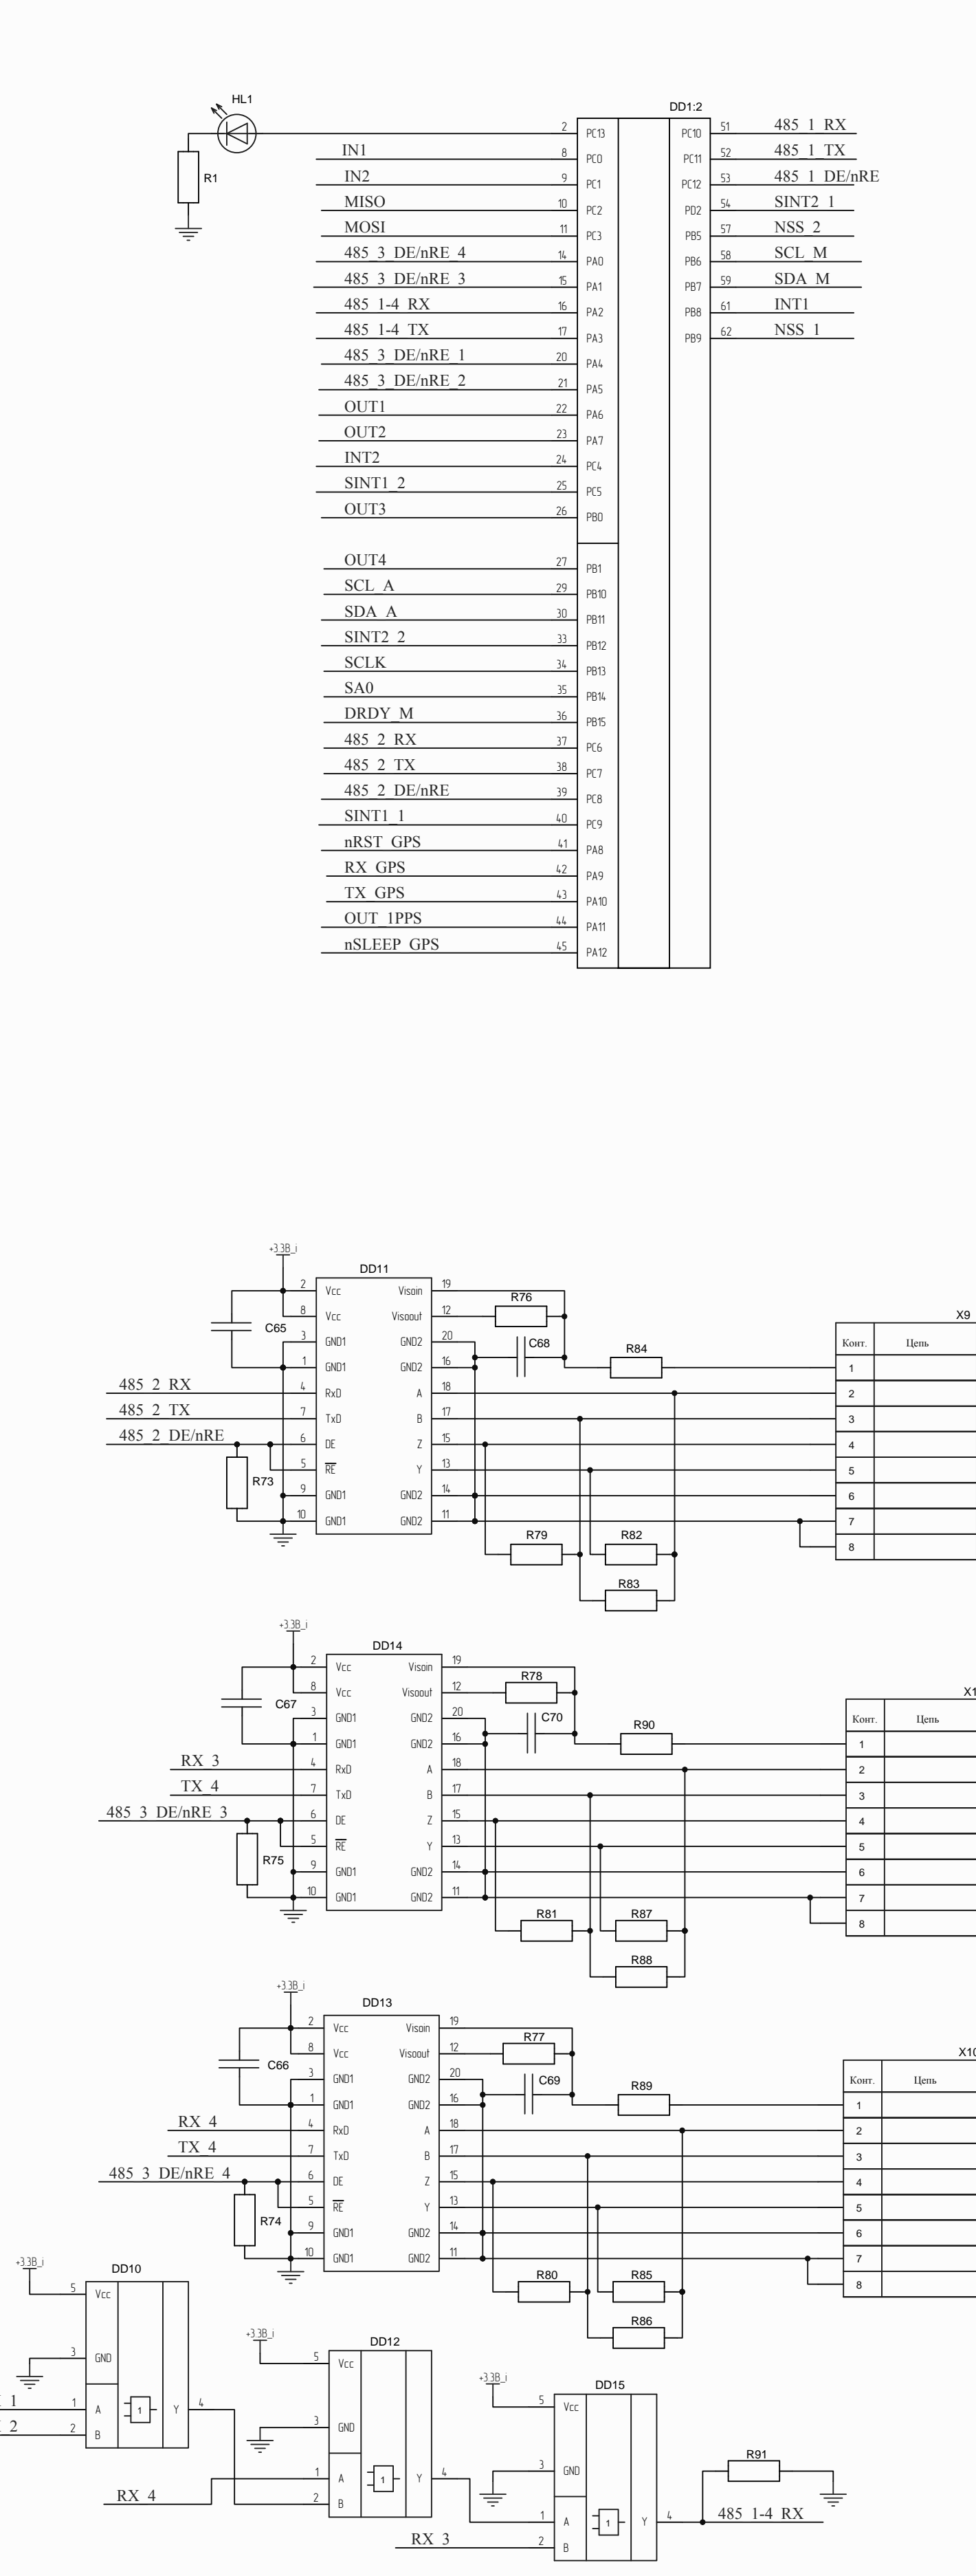 HL1
R1
DD1:2
2 PC13 PC10 51 485_1_RX
IN1 8 PC0 PC11 52 485_1_TX
IN2 9 PC1 PC12 53 485_1_DE/nRE
MISO 10 PC2 PD2 54 SINT2_1
MOSI 11 PC3 PB5 57 NSS_2
485_3_DE/nRE_4 14 PA0 PB6 58 SCL_M
485_3_DE/nRE_3 15 PA1 PB7 59 SDA_M
485_1-4_RX 16 PA2 PB8 61 INT1
485_1-4_TX 17 PA3 PB9 62 NSS_1
485_3_DE/nRE_1 20 PA4
485_3_DE/nRE_2 21 PA5
OUT1 22 PA6
OUT2 23 PA7
INT2 24 PC4
SINT1_2 25 PC5
OUT3 26 PB0
OUT4 27 PB1
SCL_A 29 PB10
SDA_A 30 PB11
SINT2_2 33 PB12
SCLK 34 PB13
SA0 35 PB14
DRDY_M 36 PB15
485_2_RX 37 PC6
485_2_TX 38 PC7
485_2_DE/nRE 39 PC8
SINT1_1 40 PC9
nRST_GPS 41 PA8
RX_GPS 42 PA9
TX_GPS 43 PA10
OUT_1PPS 44 PA11
nSLEEP_GPS 45 PA12
+3.3В_i
DD11
2 Vcc Visoin 19
R76
8 Vcc Visoout 12
X9
C65
3 GND1 GND2 20 C68
R84
Конт. Цепь
1 GND1 GND2 16 1
485_2_RX 4 RxD A 18 2
485_2_TX 7 TxD B 17 3
485_2_DE/nRE 6 DE Z 15 4
R73 5 RE Y 13 5
9 GND1 GND2 14 6
10 GND1 GND2 11 7
R79 R82 8
R83
+3.3В_i
DD14
2 Vcc Visoin 19
R78
8 Vcc Visoout 12
X1
C67
3 GND1 GND2 20 C70
R90
Конт. Цепь
1 GND1 GND2 16 1
RX_3 4 RxD A 18 2
TX_4 7 TxD B 17 3
485_3_DE/nRE_3 6 DE Z 15 4
R75 5 RE Y 13 5
9 GND1 GND2 14 6
10 GND1 GND2 11 7
R81 R87 8
R88
+3.3В_i
DD13
2 Vcc Visoin 19
R77
8 Vcc Visoout 12
X10
C66
3 GND1 GND2 20 C69
R89
Конт. Цепь
1 GND1 GND2 16 1
RX_4 4 RxD A 18 2
TX_4 7 TxD B 17 3
485_3_DE/nRE_4 6 DE Z 15 4
R74 5 RE Y 13 5
9 GND1 GND2 14 6
10 GND1 GND2 11 7
R80 R85 8
R86
+3.3В_i
DD10
5 Vcc
3 GND
1 1 A 1 Y 4
2 2 B
+3.3В_i
DD12
5 Vcc
3 GND
1 A 1 Y 4
RX_4 2 B
+3.3В_i
DD15
5 Vcc
3 GND
R91
1 A 1 Y 4 485_1-4_RX
RX_3 2 B